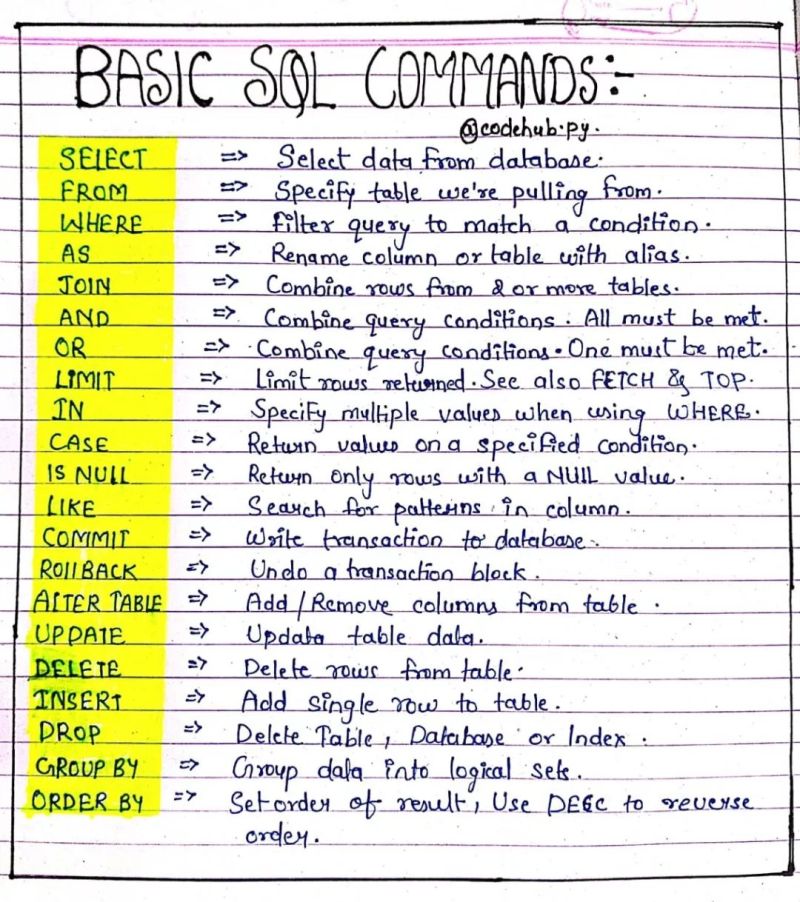 BASIC SQL COMMANDS:-
@codehub.py.
SELECT => Select data from database.
FROM => Specify table we're pulling from.
WHERE => filter query to match a condition.
AS => Rename column or table with alias.
JOIN => Combine rows from 2 or more tables.
AND => Combine query conditions. All must be met.
OR => Combine query conditions. One must be met.
LIMIT => Limit rows returned. See also FETCH & TOP.
IN => Specify multiple values when using WHERE.
CASE => Return values on a specified condition.
IS NULL => Return only rows with a NULL value.
LIKE => Search for patterns in column.
COMMIT => Write transaction to database.
ROLLBACK => Undo a transaction block.
ALTER TABLE => Add/Remove columns from table.
UPDATE => Update table data.
DELETE => Delete rows from table.
INSERT => Add single row to table.
DROP => Delete Table, Database or Index.
GROUP BY => Group data into logical sets.
ORDER BY => Set order of result, Use DESC to reverse
order.